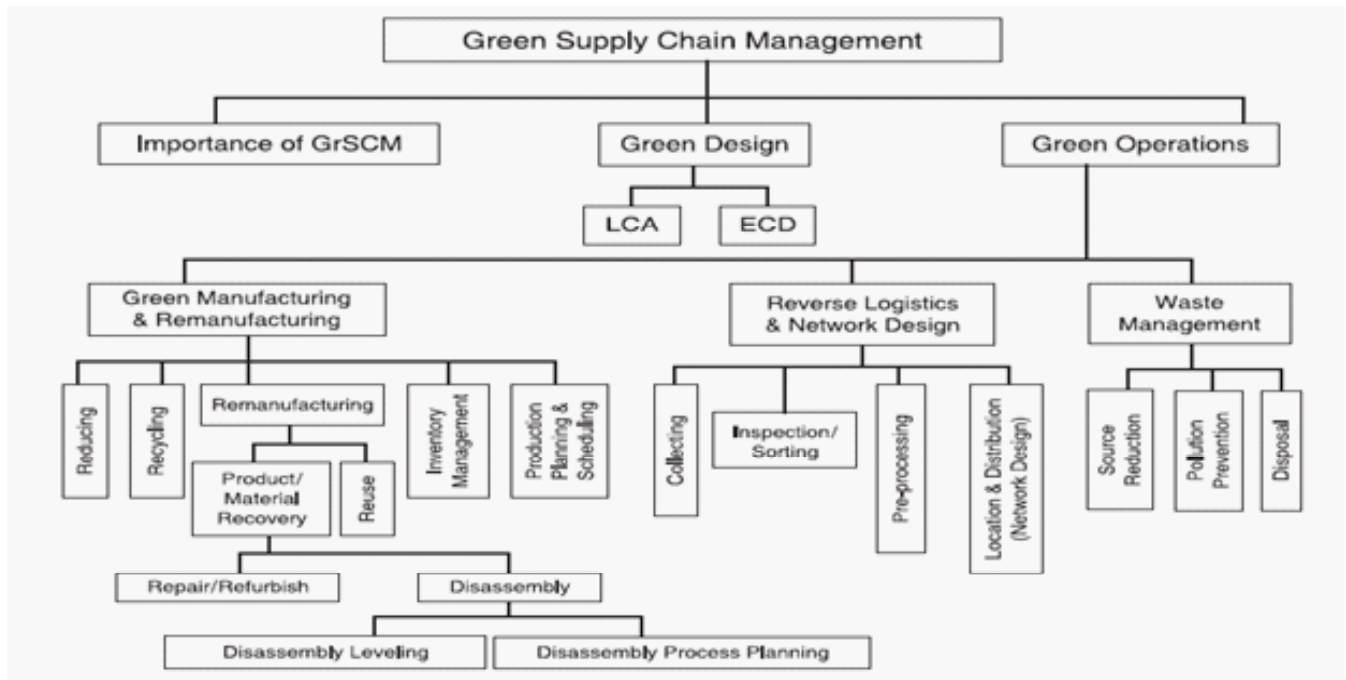 Green Supply Chain Management
Importance of GrSCM
Green Design
Green Operations
LCA
ECD
Green Manufacturing
& Remanufacturing
Reverse Logistics
& Network Design
Waste
Management
Reducing
Recycling
Remanufacturing
Inventory
Management
Production
Planning &
Scheduling
Collecting
Inspection/
Sorting
Pre-processing
Location & Distribution
(Network Design)
Source
Reduction
Pollution
Prevention
Disposal
Product/
Material
Recovery
Reuse
Repair/Refurbish
Disassembly
Disassembly Leveling
Disassembly Process Planning